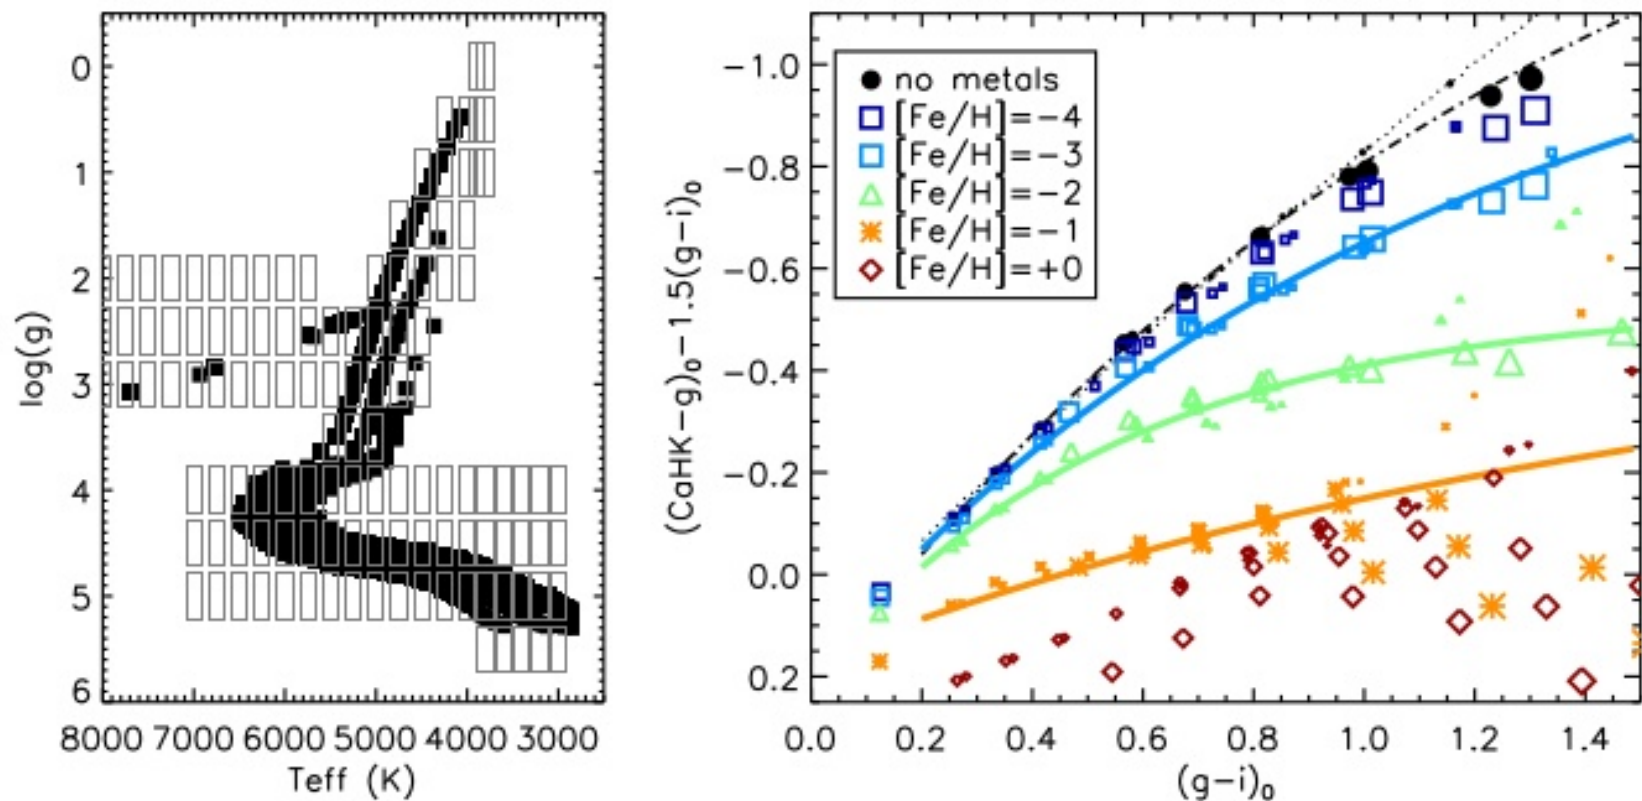 0
1
2
3
4
5
6
log(g)
8000 7000 6000 5000 4000 3000
Teff (K)
no metals
[Fe/H]=−4
[Fe/H]=−3
[Fe/H]=−2
[Fe/H]=−1
[Fe/H]=+0
−1.0
−0.8
−0.6
−0.4
−0.2
0.0
0.2
(CaHK−g)₀−1.5(g−i)₀
0.0 0.2 0.4 0.6 0.8 1.0 1.2 1.4
(g−i)₀